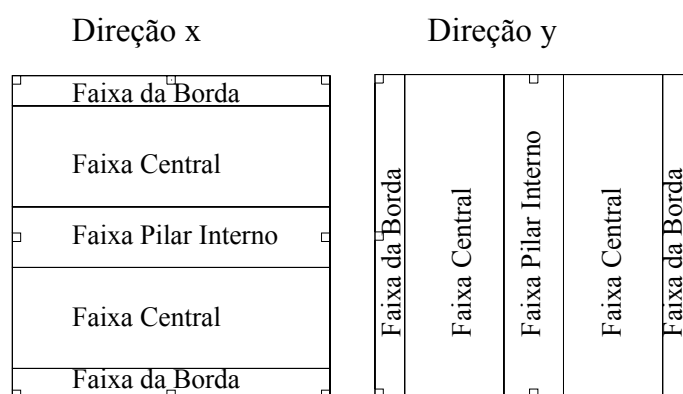 Direção x
Direção y
Faixa da Borda
Faixa Central
Faixa Pilar Interno
Faixa Central
Faixa da Borda
Faixa da Borda
Faixa Central
Faixa Pilar Interno
Faixa Central
Faixa da Borda